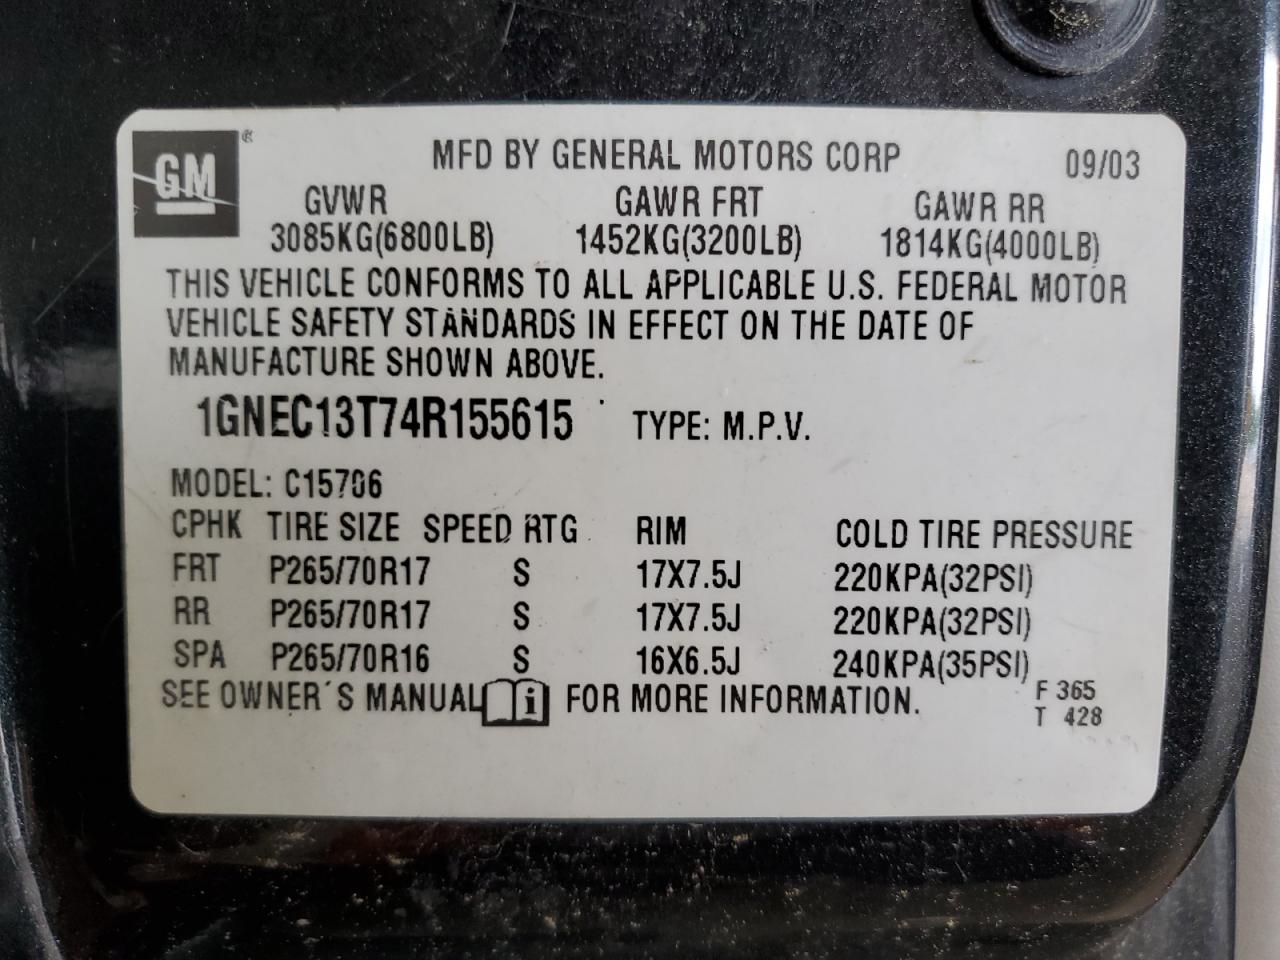 GM®
MFD BY GENERAL MOTORS CORP 09/03
GVWR GAWR FRT GAWR RR
3085KG(6800LB) 1452KG(3200LB) 1814KG(4000LB)
THIS VEHICLE CONFORMS TO ALL APPLICABLE U.S. FEDERAL MOTOR
VEHICLE SAFETY STANDARDS IN EFFECT ON THE DATE OF
MANUFACTURE SHOWN ABOVE.
1GNEC13T74R155615 TYPE: M.P.V.
MODEL: C15706
CPHK TIRE SIZE SPEED RTG RIM COLD TIRE PRESSURE
FRT P265/70R17 S 17X7.5J 220KPA(32PSI)
RR P265/70R17 S 17X7.5J 220KPA(32PSI)
SPA P265/70R16 S 16X6.5J 240KPA(35PSI)
SEE OWNER'S MANUAL i FOR MORE INFORMATION.
F 365
T 428